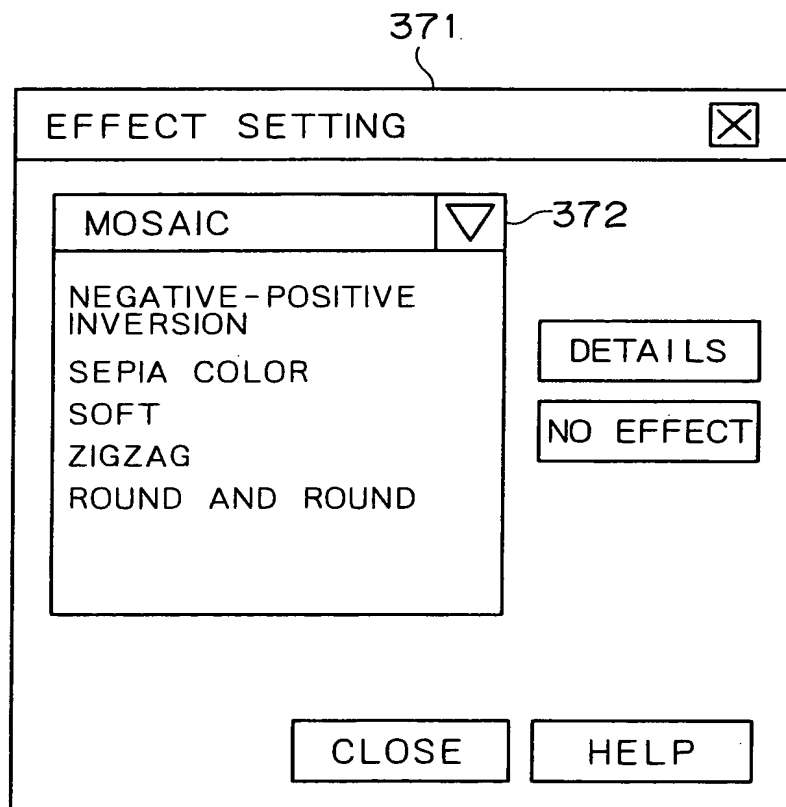 371
EFFECT SETTING
MOSAIC
372
NEGATIVE-POSITIVE
INVERSION
SEPIA COLOR
SOFT
ZIGZAG
ROUND AND ROUND
DETAILS
NO EFFECT
CLOSE
HELP